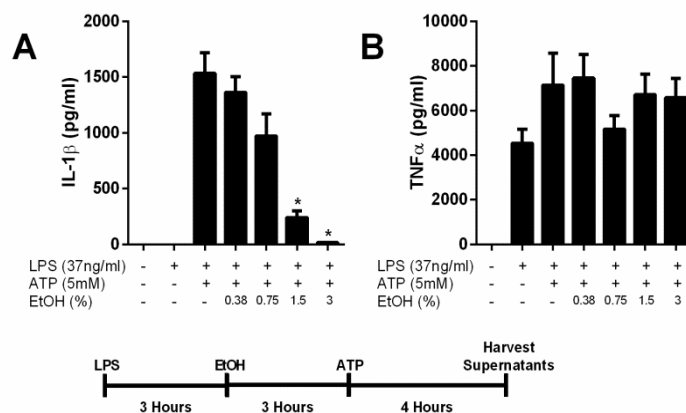 A
IL-1β (pg/ml)
2000
1500
1000
500
0
LPS (37ng/ml) - + + + + + +
ATP (5mM) - - + + + + +
EtOH (%) - - - 0.38 0.75 1.5 3
* *
B
TNFα (pg/ml)
10000
8000
6000
4000
2000
0
LPS (37ng/ml) - + + + + + +
ATP (5mM) - - + + + + +
EtOH (%) - - - 0.38 0.75 1.5 3
LPS EtOH ATP Harvest
Supernatants
3 Hours 3 Hours 4 Hours